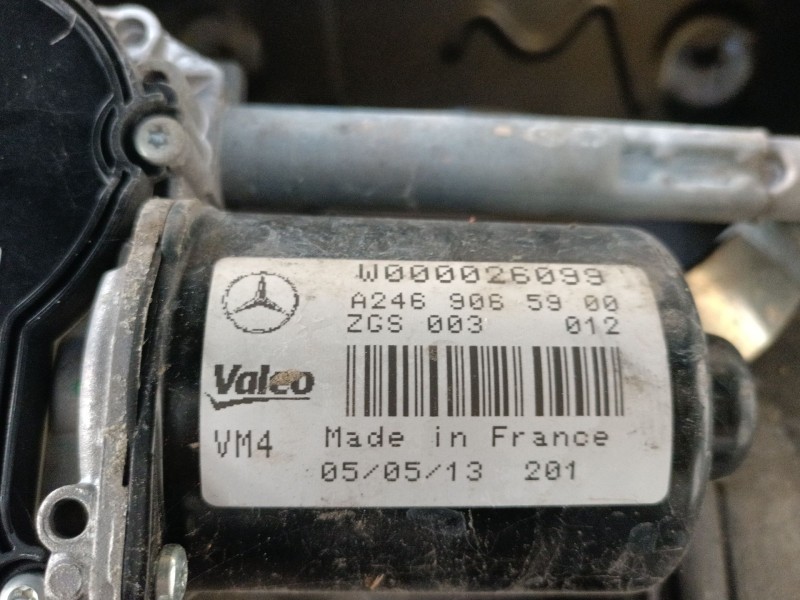 W000026099
A246 906 59 00
ZGS 003 012
Valeo
VM4
Made in France
05/05/13 201